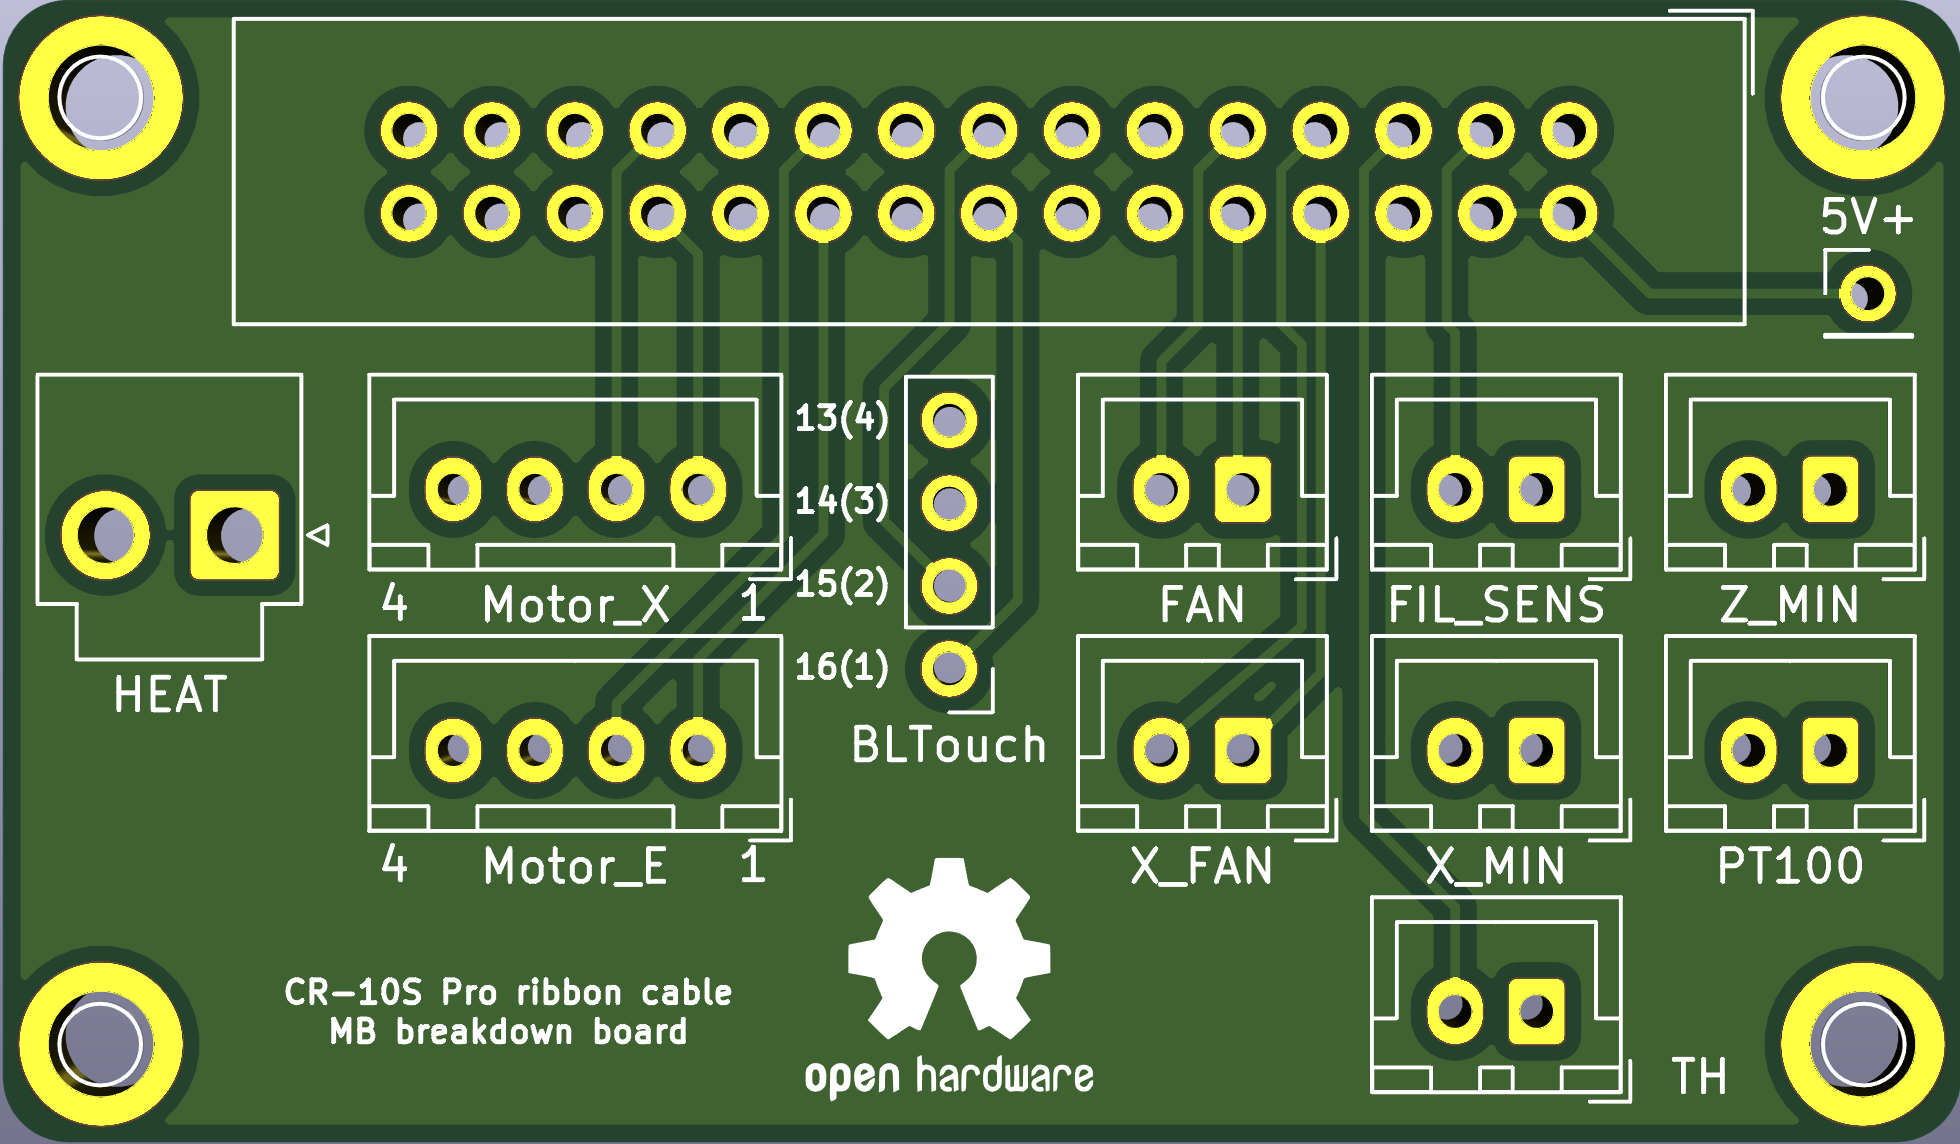 5V+
13(4)
14(3)
15(2)
16(1)
BLTouch
4 Motor_X 1
FAN
FIL_SENS
Z_MIN
HEAT
4 Motor_E 1
X_FAN
X_MIN
PT100
CR-10S Pro ribbon cable
MB breakdown board
open hardware
TH